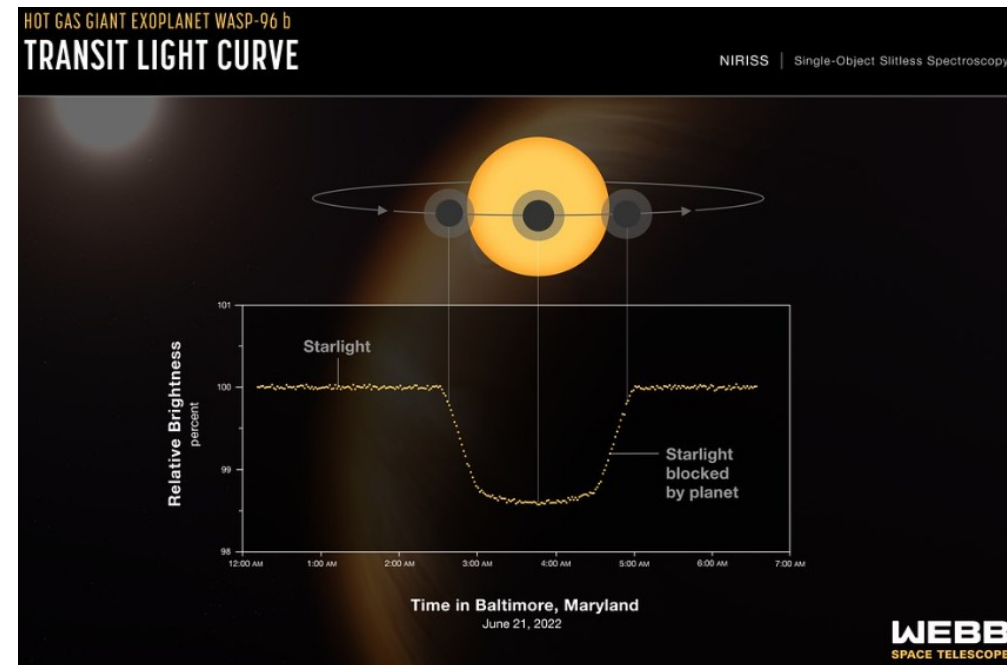 HOT GAS GIANT EXOPLANET WASP-96 b
TRANSIT LIGHT CURVE
NIRISS | Single-Object Slitless Spectroscopy
101
100
99
98
Relative Brightness
percent
Starlight
Starlight
blocked
by planet
12:00 AM 1:00 AM 2:00 AM 3:00 AM 4:00 AM 5:00 AM 6:00 AM 7:00 AM
Time in Baltimore, Maryland
June 21, 2022
WEBB
SPACE TELESCOPE